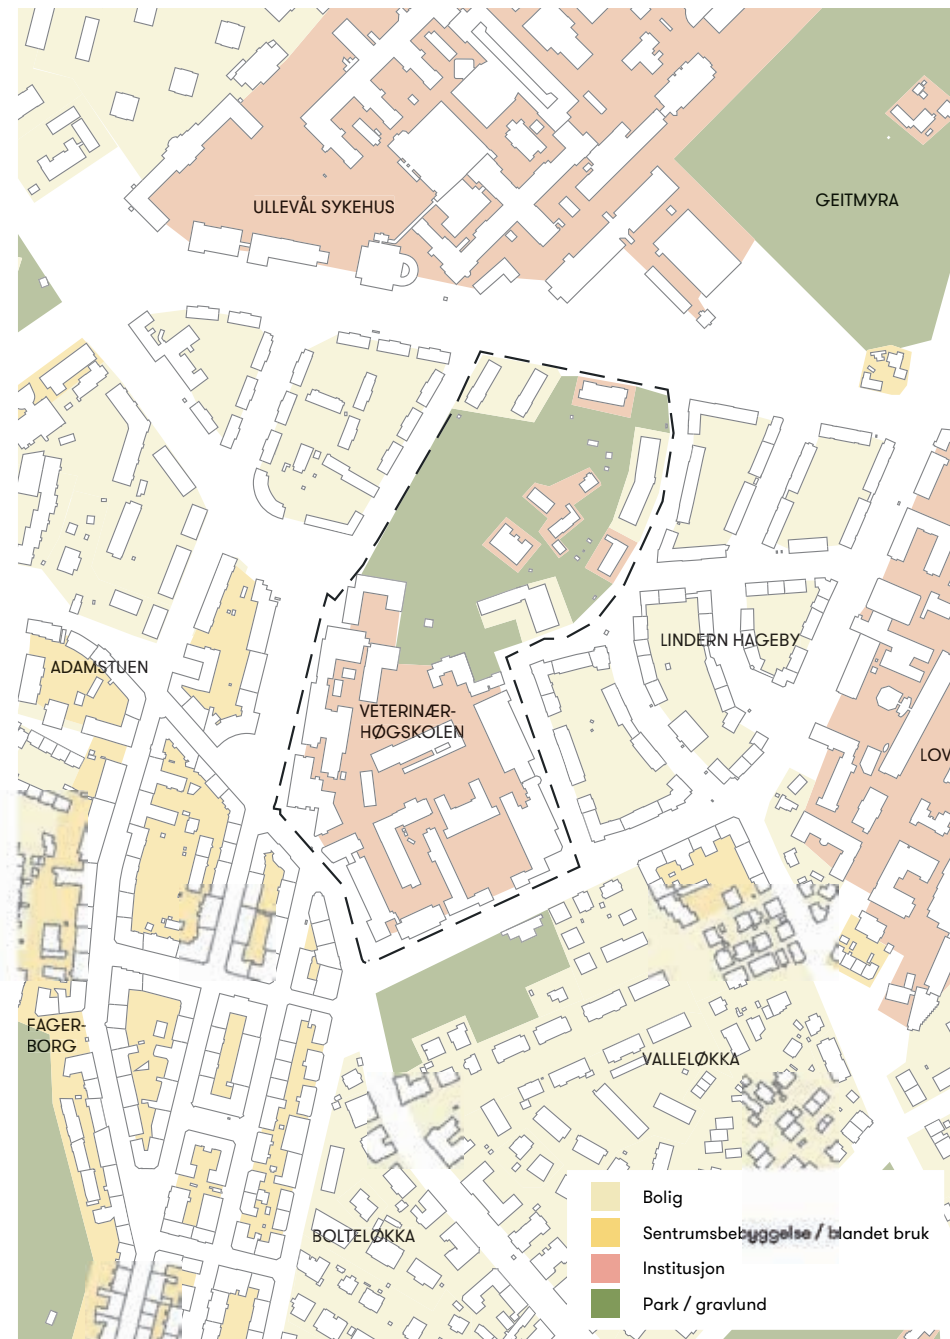 ULLEVÅL SYKEHUS
GEITMYRA
LINDERN HAGEBY
ADAMSTUEN
VETERINÆR-
HØGSKOLEN
LOV
FAGER-
BORG
VALLELØKKA
BOLTELØKKA
Bolig
Sentrumsbebyggelse / blandet bruk
Institusjon
Park / gravlund